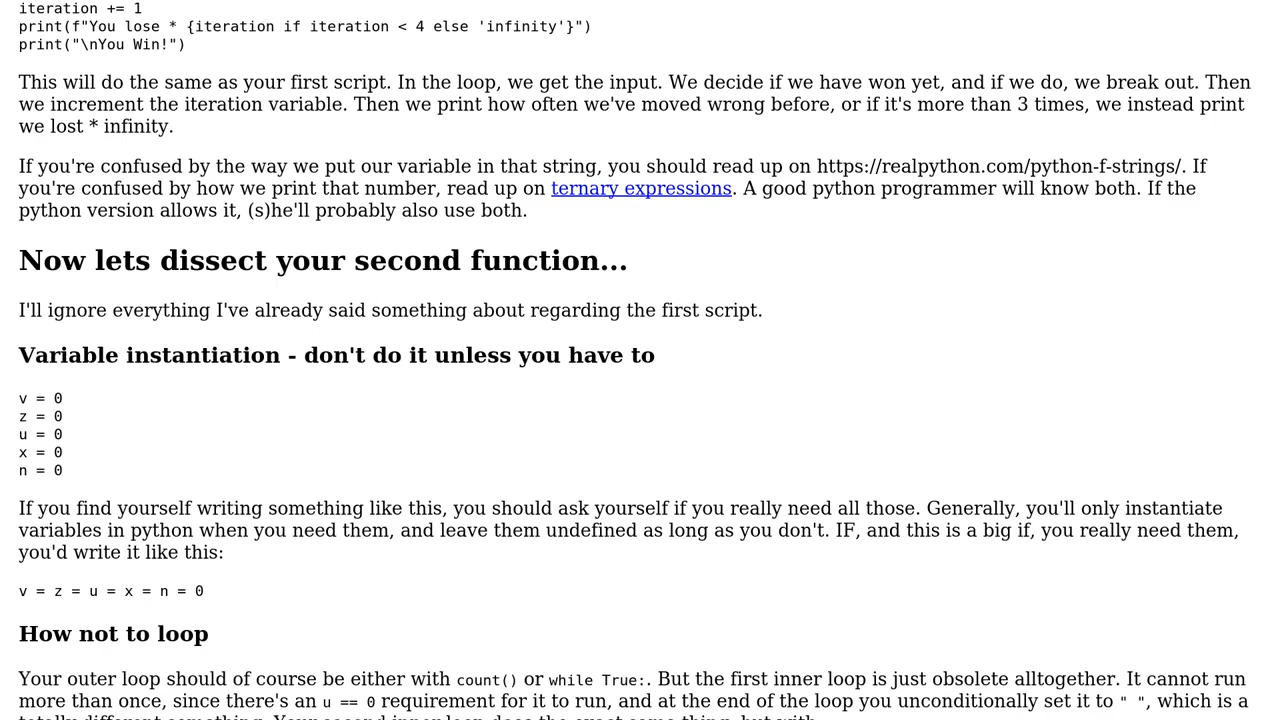 iteration += 1
print(f"You lose * {iteration if iteration < 4 else 'infinity'}")
print("\nYou Win!")
This will do the same as your first script. In the loop, we get the input. We decide if we have won yet, and if we do, we break out. Then
we increment the iteration variable. Then we print how often we've moved wrong before, or if it's more than 3 times, we instead print
we lost * infinity.
If you're confused by the way we put our variable in that string, you should read up on https://realpython.com/python-f-strings/. If
you're confused by how we print that number, read up on ternary expressions. A good python programmer will know both. If the
python version allows it, (s)he'll probably also use both.
Now lets dissect your second function...
I'll ignore everything I've already said something about regarding the first script.
Variable instantiation - don't do it unless you have to
v = 0
z = 0
u = 0
x = 0
n = 0
If you find yourself writing something like this, you should ask yourself if you really need all those. Generally, you'll only instantiate
variables in python when you need them, and leave them undefined as long as you don't. IF, and this is a big if, you really need them,
you'd write it like this:
v = z = u = x = n = 0
How not to loop
Your outer loop should of course be either with count() or while True:. But the first inner loop is just obsolete alltogether. It cannot run
more than once, since there's an u == 0 requirement for it to run, and at the end of the loop you unconditionally set it to " ", which is a
totally different something. Your second inner loop does the exact same thing, but with